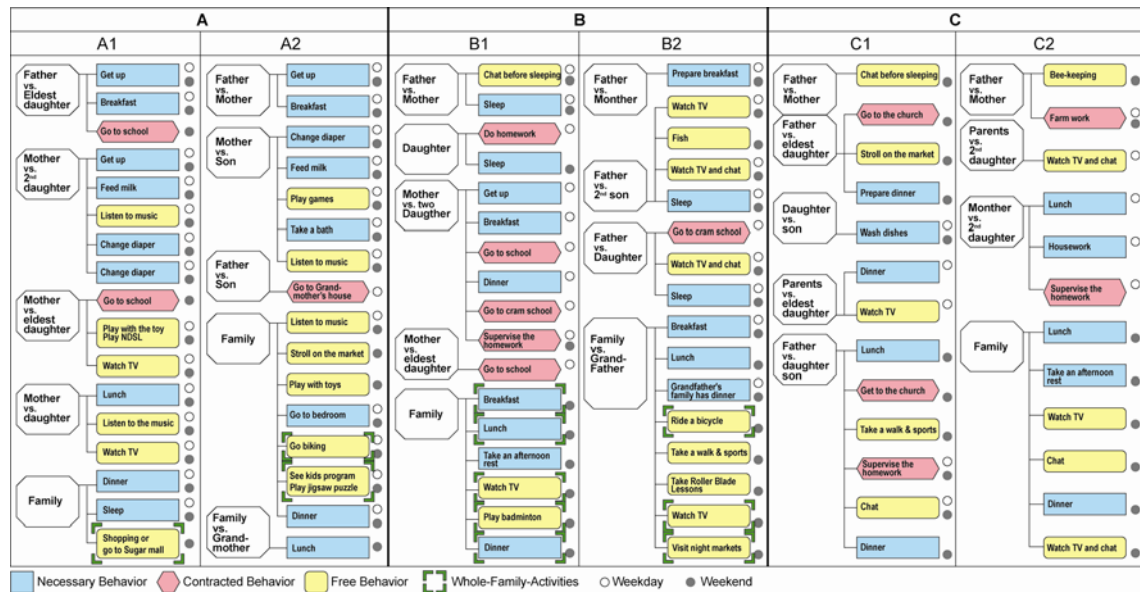 A
B
C
A1
A2
B1
B2
C1
C2
Father
vs.
Eldest
daughter
Get up
Breakfast
Go to school
Mother
vs.
2nd
daughter
Get up
Feed milk
Listen to music
Change diaper
Change diaper
Mother
vs.
eldest
daughter
Go to school
Play with the toy
Play NDSL
Watch TV
Mother
vs.
daughter
Lunch
Listen to the music
Watch TV
Family
Dinner
Sleep
Shopping or
go to Sugar mall
Father
vs.
Mother
Get up
Breakfast
Mother
vs.
Son
Change diaper
Feed milk
Play games
Take a bath
Listen to music
Father
vs.
Son
Go to Grand-
mother's house
Family
Listen to music
Stroll on the market
Play with toys
Go to bedroom
Go biking
See kids program
Play jigsaw puzzle
Family
vs.
Grand-
mother
Dinner
Lunch
Father
vs.
Mother
Chat before sleeping
Sleep
Daughter
Do homework
Sleep
Mother
vs. two
Daugther
Get up
Breakfast
Go to school
Dinner
Go to cram school
Mother
vs.
eldest
daughter
Supervise the
homework
Go to school
Family
Breakfast
Lunch
Take an afternoon
rest
Watch TV
Play badminton
Dinner
Father
vs.
Monther
Prepare breakfast
Watch TV
Fish
Watch TV and chat
Father
vs.
2nd son
Sleep
Father
vs.
Daughter
Go to cram school
Watch TV and chat
Sleep
Family
vs.
Grand-
Father
Breakfast
Lunch
Grandfather's
family has dinner
Ride a bicycle
Take a walk & sports
Take Roller Blade
Lessons
Watch TV
Visit night markets
Father
vs.
Mother
Chat before sleeping
Father
vs.
eldest
daughter
Go to the church
Stroll on the market
Prepare dinner
Daughter
vs.
son
Wash dishes
Parents
vs.
eldest
daughter
Dinner
Watch TV
Father
vs.
daughter
son
Lunch
Get to the church
Take a walk & sports
Supervise the
homework
Chat
Dinner
Father
vs.
Mother
Bee-keeping
Farm work
Parents
vs.
2nd
daughter
Watch TV and chat
Monther
vs.
2nd
daughter
Lunch
Housework
Supervise the
homework
Family
Lunch
Take an afternoon
rest
Watch TV
Chat
Dinner
Watch TV and chat
Necessary Behavior
Contracted Behavior
Free Behavior
Whole-Family-Activities
Weekday
Weekend